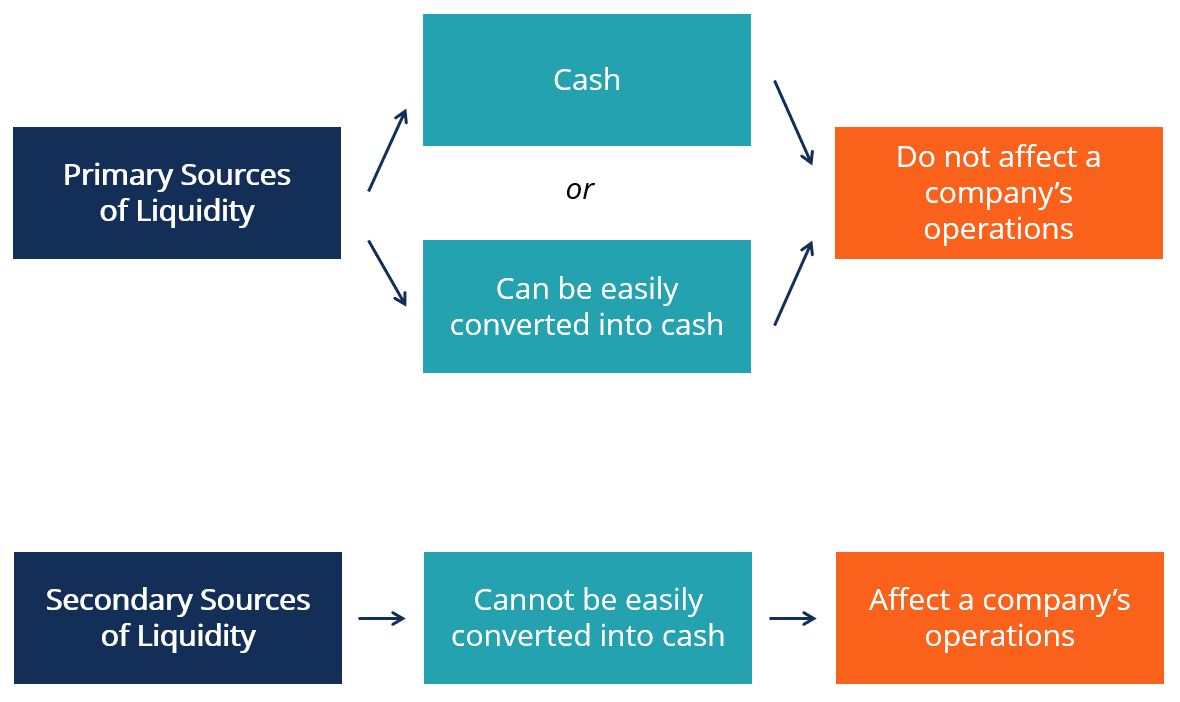 Cash
Primary Sources
of Liquidity
or
Do not affect a
company’s
operations
Can be easily
converted into cash
Secondary Sources
of Liquidity
Cannot be easily
converted into cash
Affect a company’s
operations